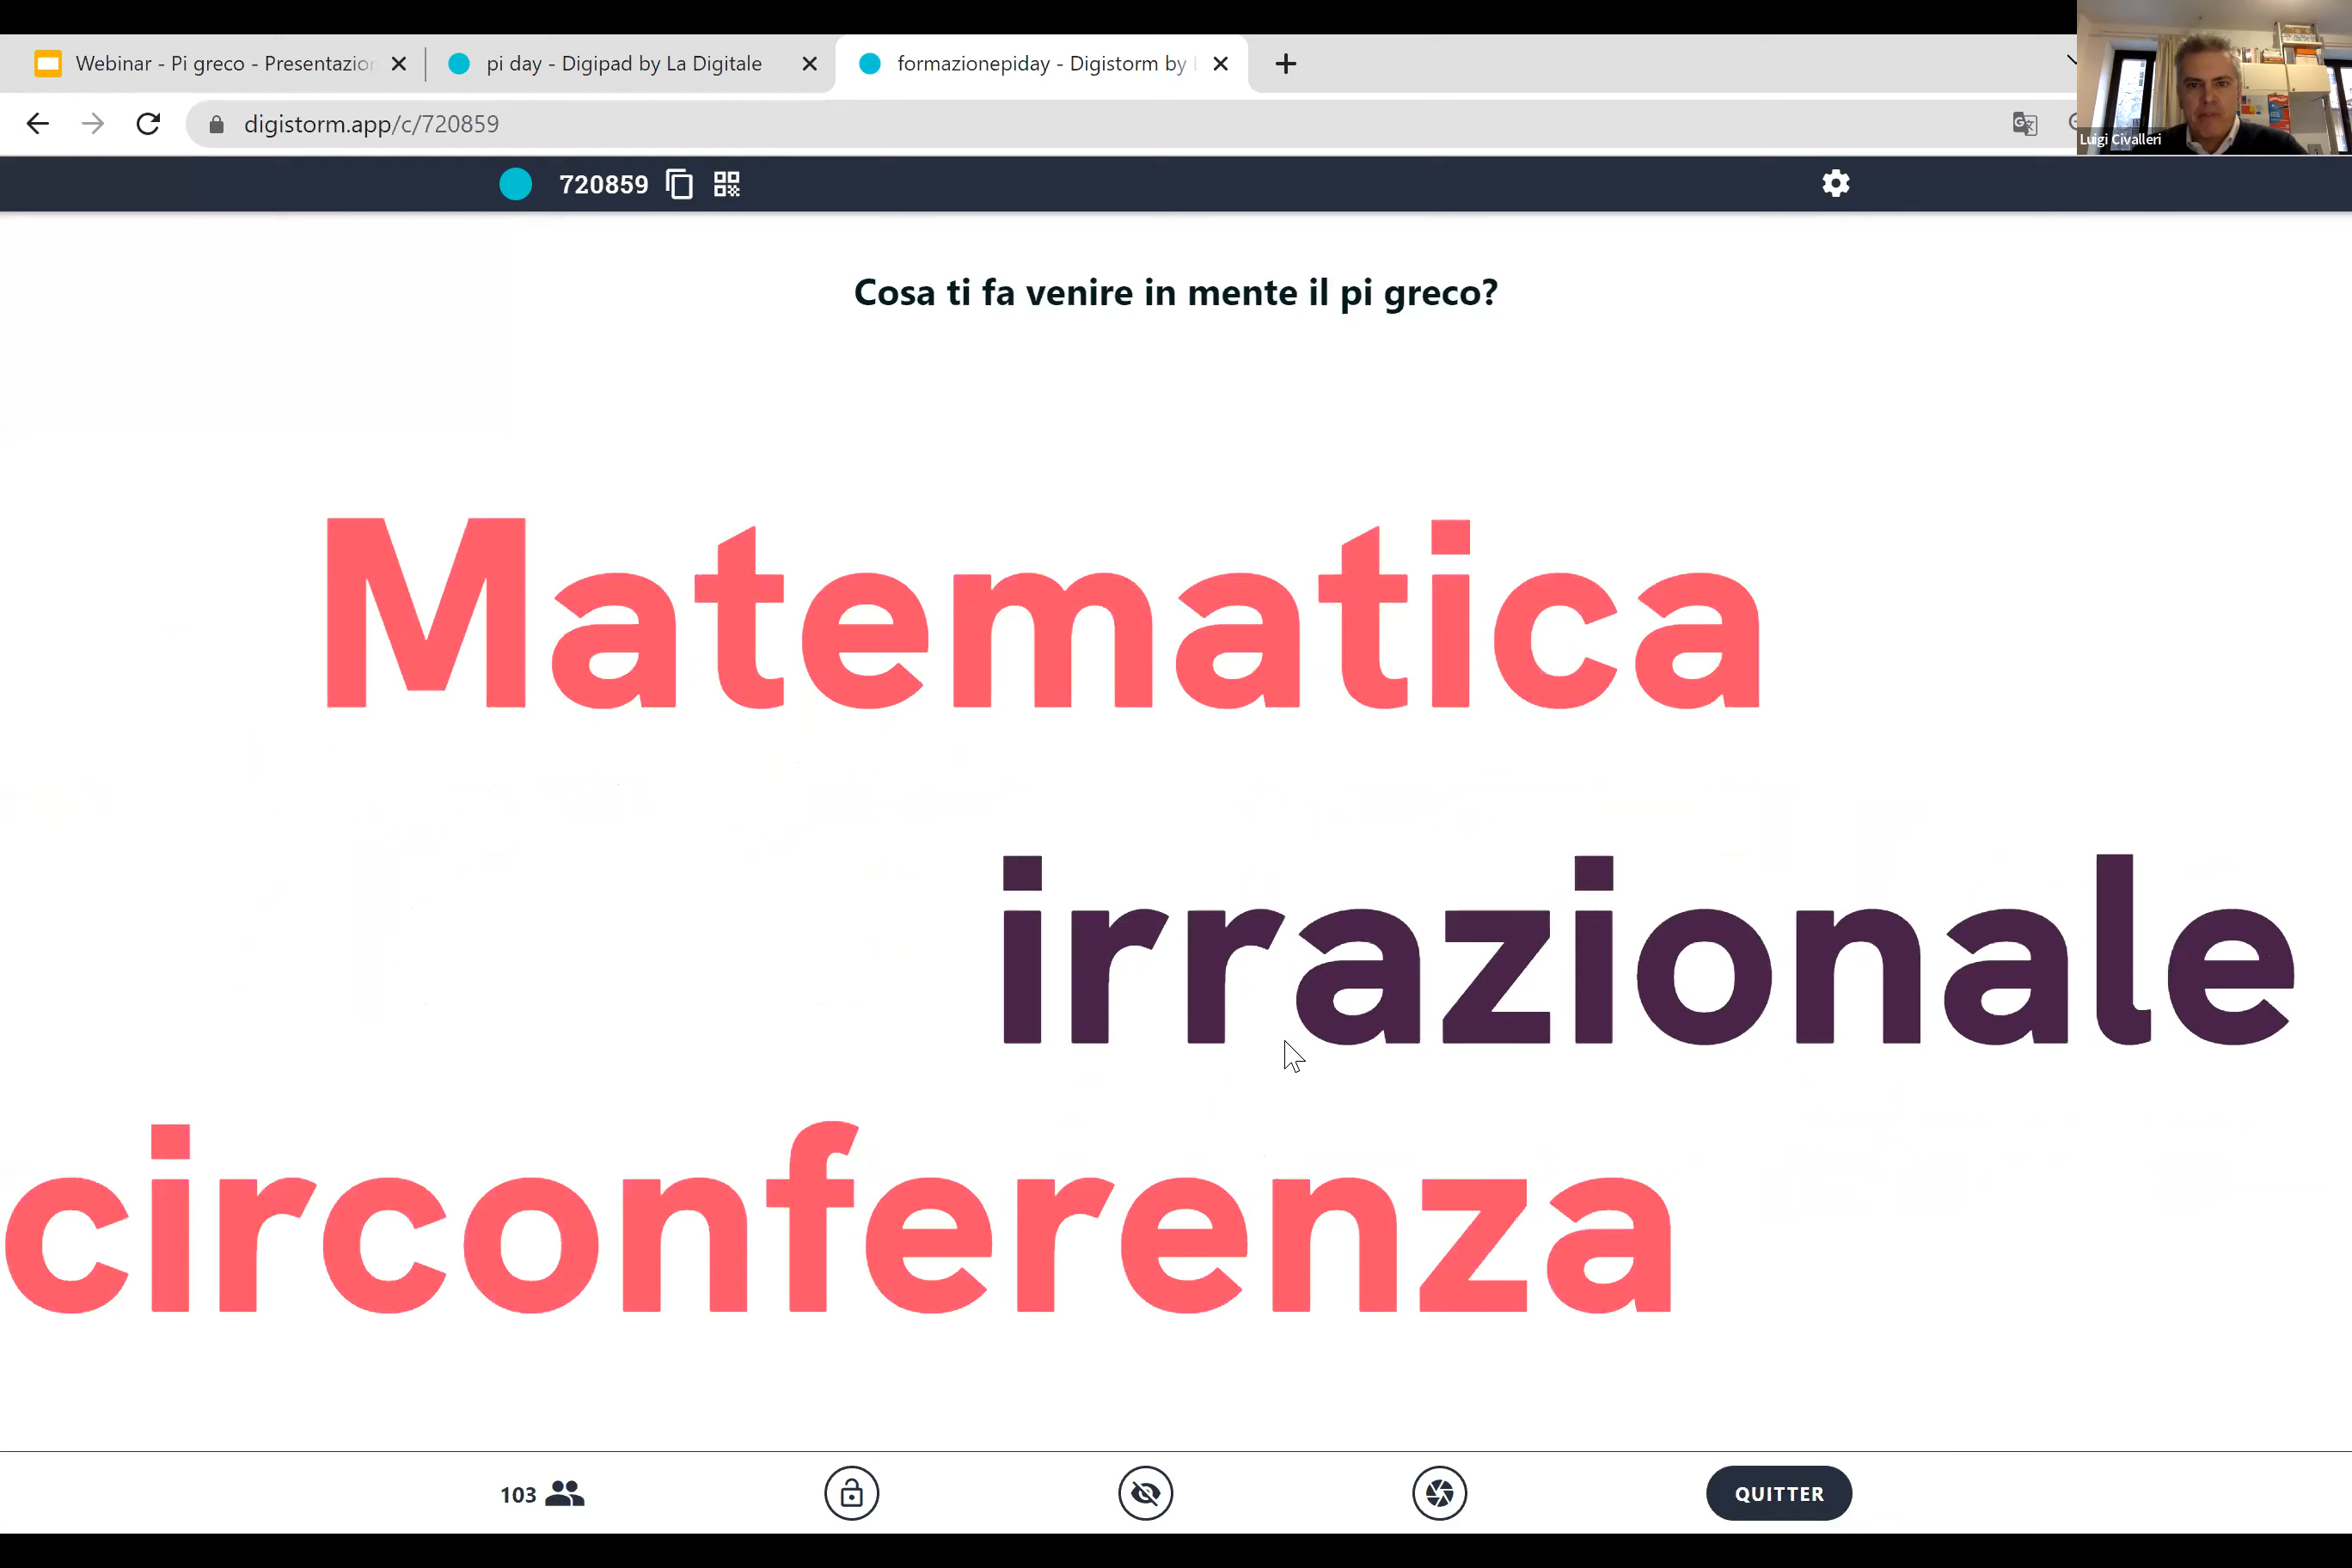 Webinar - Pi greco - Presentazion
pi day - Digipad by La Digitale
formazionepiday - Digistorm by
digistorm.app/c/720859
Luigi Civalleri
720859
Cosa ti fa venire in mente il pi greco?
Matematica
irrazionale
circonferenza
103
QUITTER